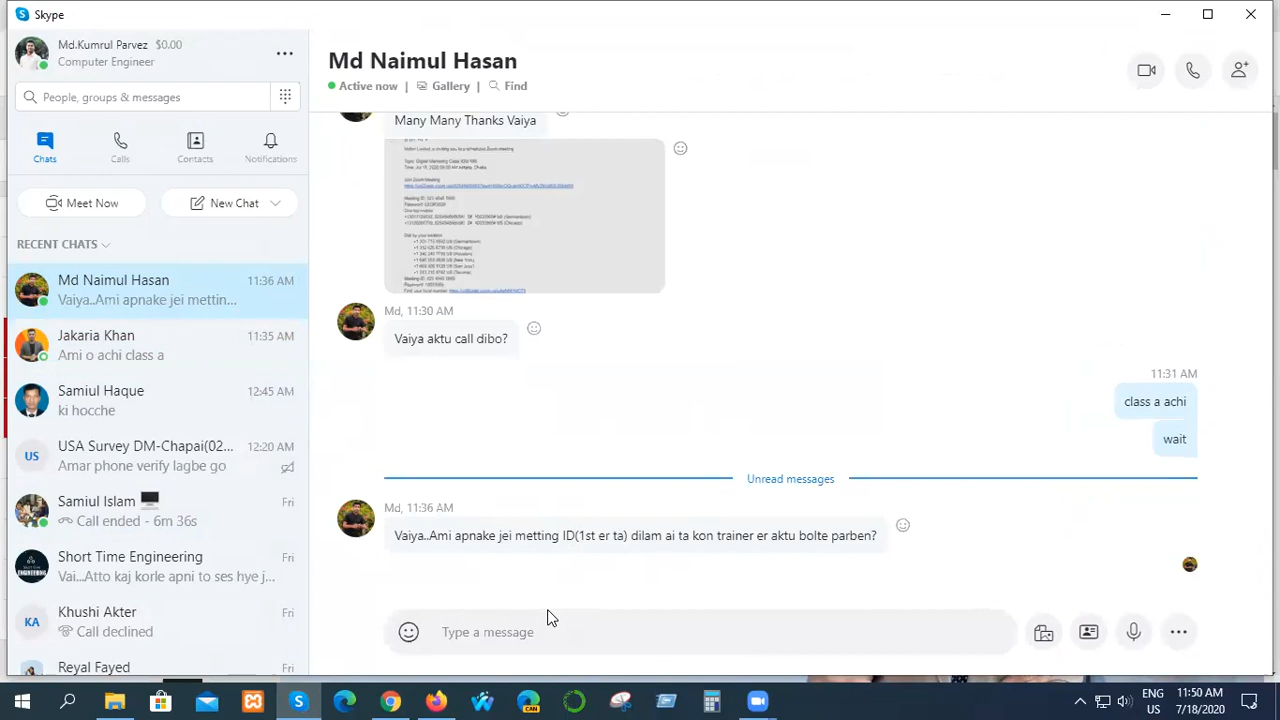 Skype
Md.Kumrul Parvez $0.00
Computer Engineer
People, groups & messages
Chats
Calls
Contacts
Notifications
New Chat
RECENT CHATS
Md Naimul Hasan
11:36 AM
Jakaria Khan
11:35 AM
Ami o achi class a
Samiul Haque
12:45 AM
ki hocche
USA Survey DM-Chapai(02...
12:20 AM
Amar phone verify lagbe go
US
Samiul Islam
Fri
Call ended - 6m 36s
Short Time Engineering
Fri
Vai..Atto kaj korle apni to ses hye j...
KA
Khushi Akter
Fri
Call declined
Reyal Fayed
Fri
Md Naimul Hasan
Active now | Gallery | Find
Many Many Thanks Vaiya
Md, 11:30 AM
Vaiya aktu call dibo?
11:31 AM
class a achi
wait
Unread messages
Md, 11:36 AM
Vaiya..Ami apnake jei metting ID(1st er ta) dilam ai ta kon trainer er aktu bolte parben?
Type a message
CAN
ENG
US
11:50 AM
7/18/2020